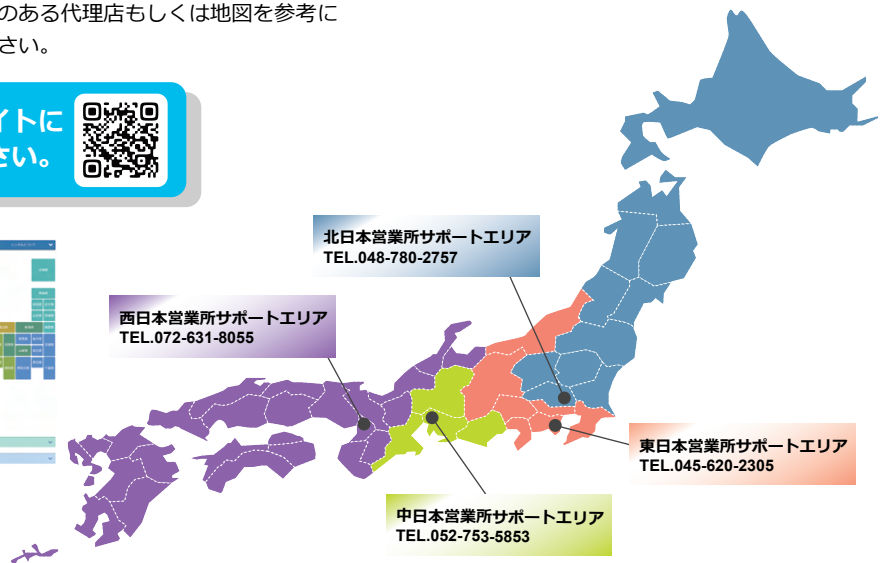 のある代理店もしくは地図を参考に
さい。
イトに
さい。
北日本営業所サポートエリア
TEL.048-780-2757
西日本営業所サポートエリア
TEL.072-631-8055
東日本営業所サポートエリア
TEL.045-620-2305
中日本営業所サポートエリア
TEL.052-753-5853